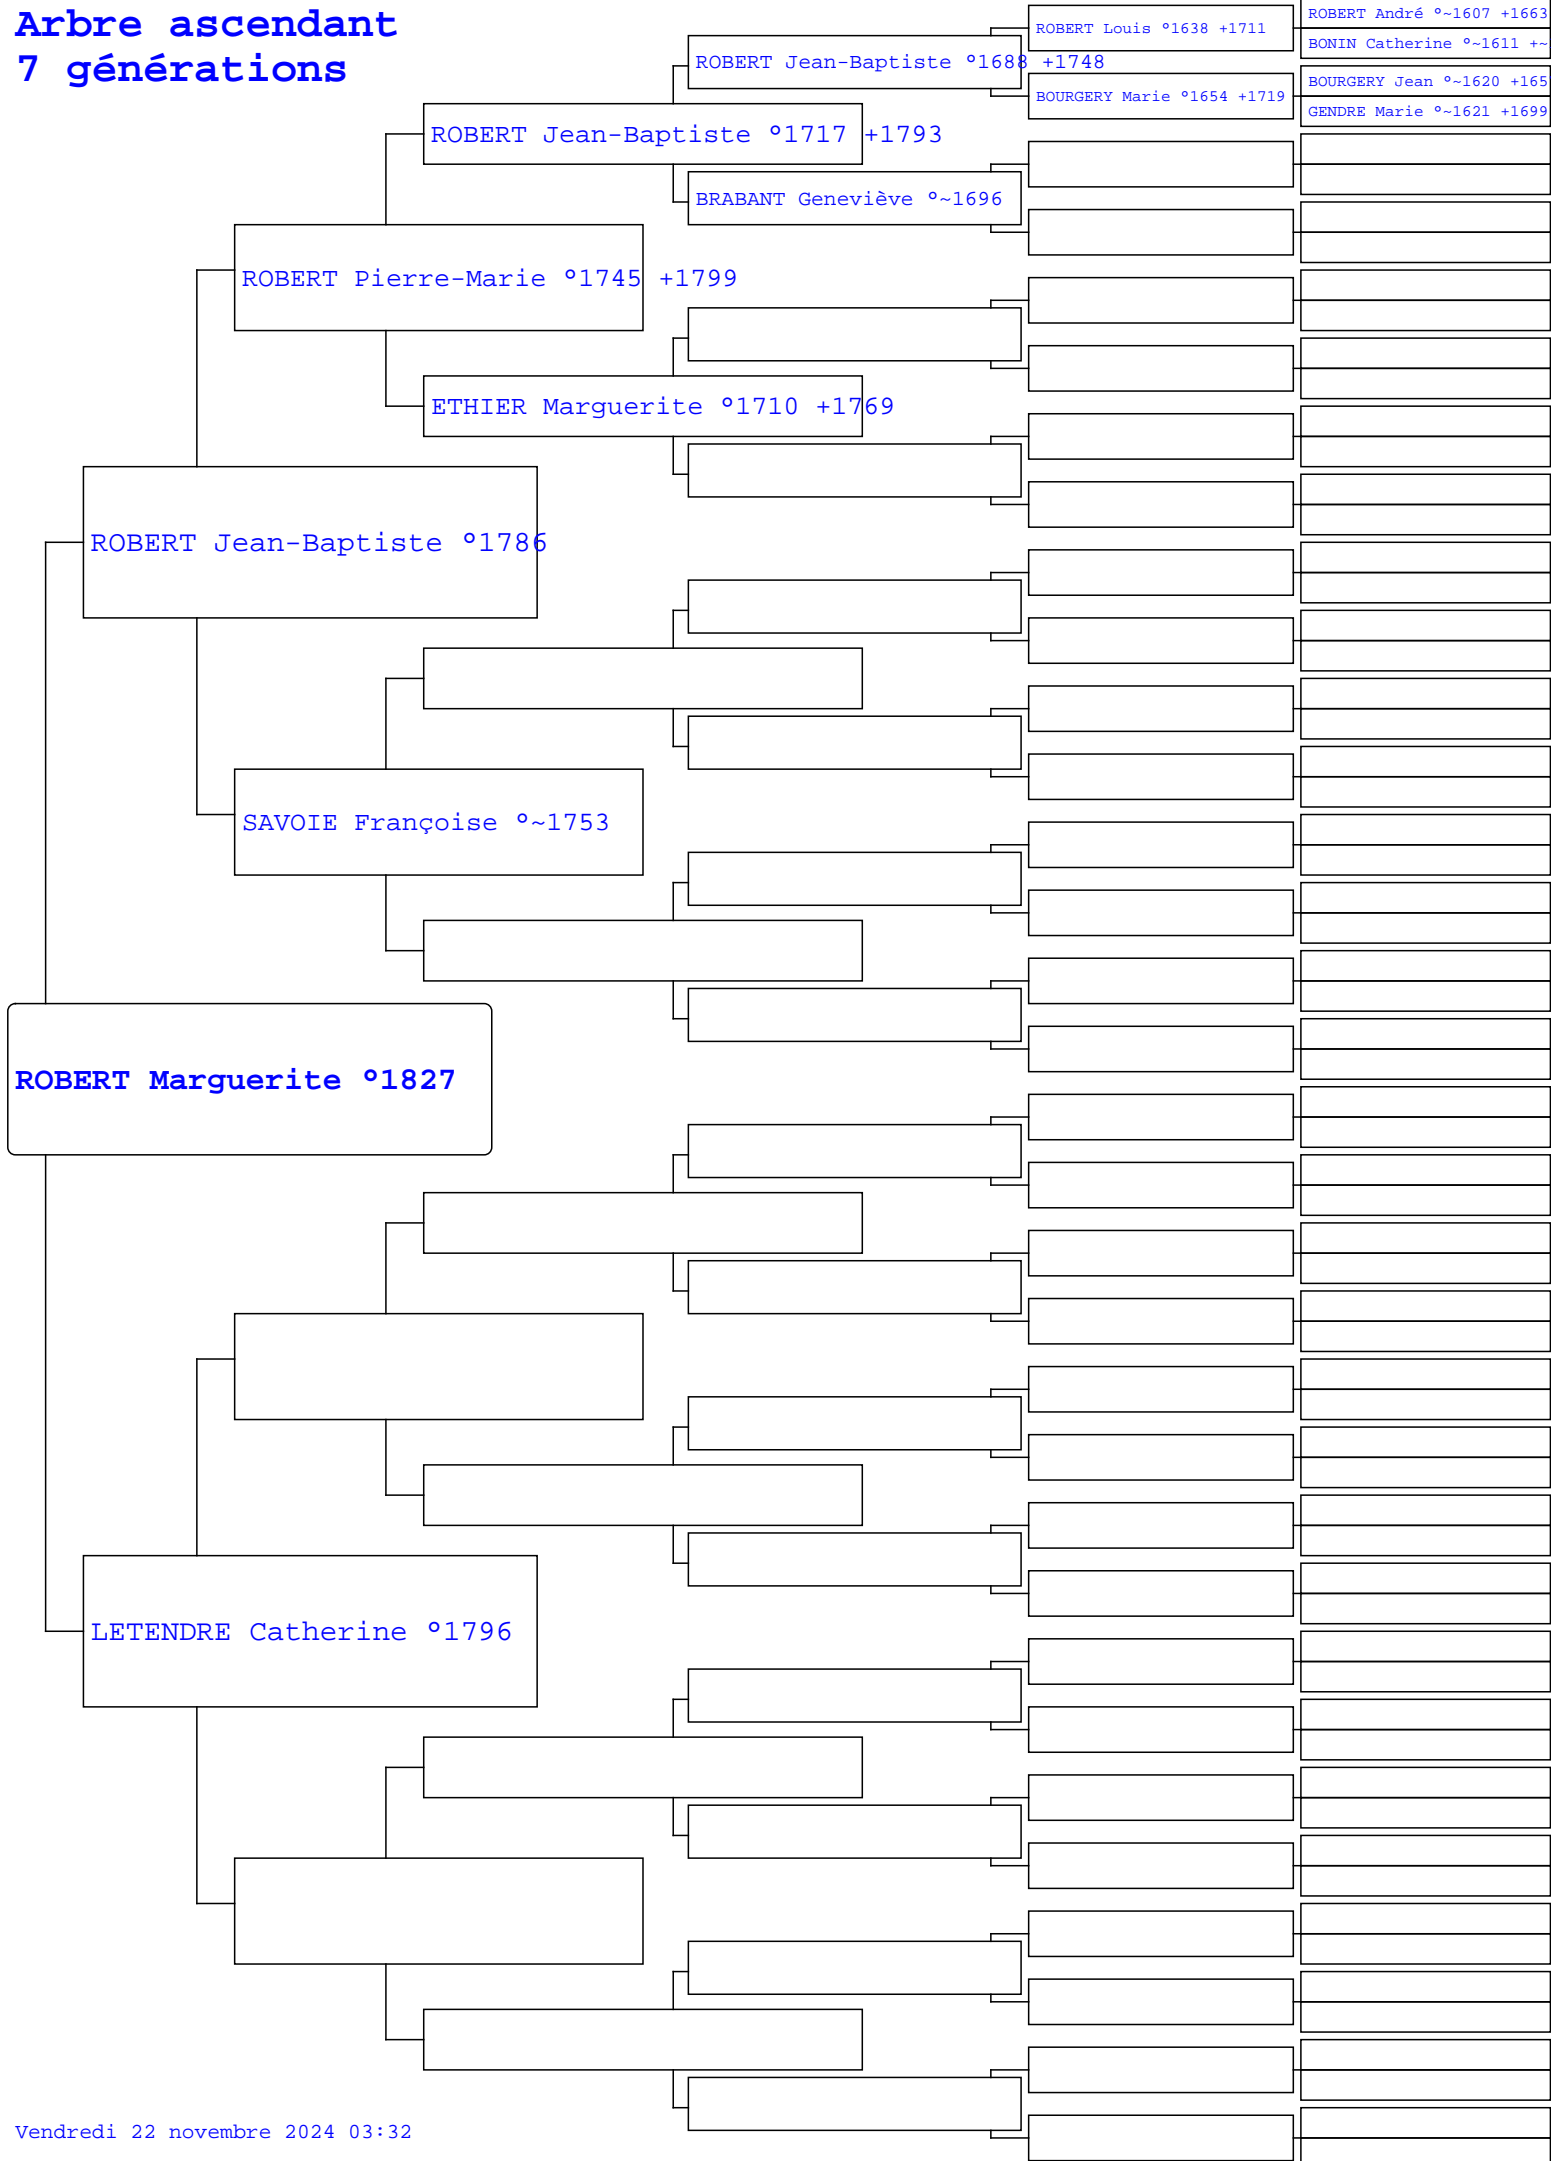 Arbre ascendant
7 générations
ROBERT Louis °1638 +1711
ROBERT André °~1607 +1663
BONIN Catherine °~1611 +~
ROBERT Jean-Baptiste °1688 +1748
BOURGERY Jean °~1620 +165
BOURGERY Marie °1654 +1719
GENDRE Marie °~1621 +1699
ROBERT Jean-Baptiste °1717 +1793
BRABANT Geneviève °~1696
ROBERT Pierre-Marie °1745 +1799
ETHIER Marguerite °1710 +1769
ROBERT Jean-Baptiste °1786
SAVOIE Françoise °~1753
ROBERT Marguerite °1827
LETENDRE Catherine °1796
Vendredi 22 novembre 2024 03:32